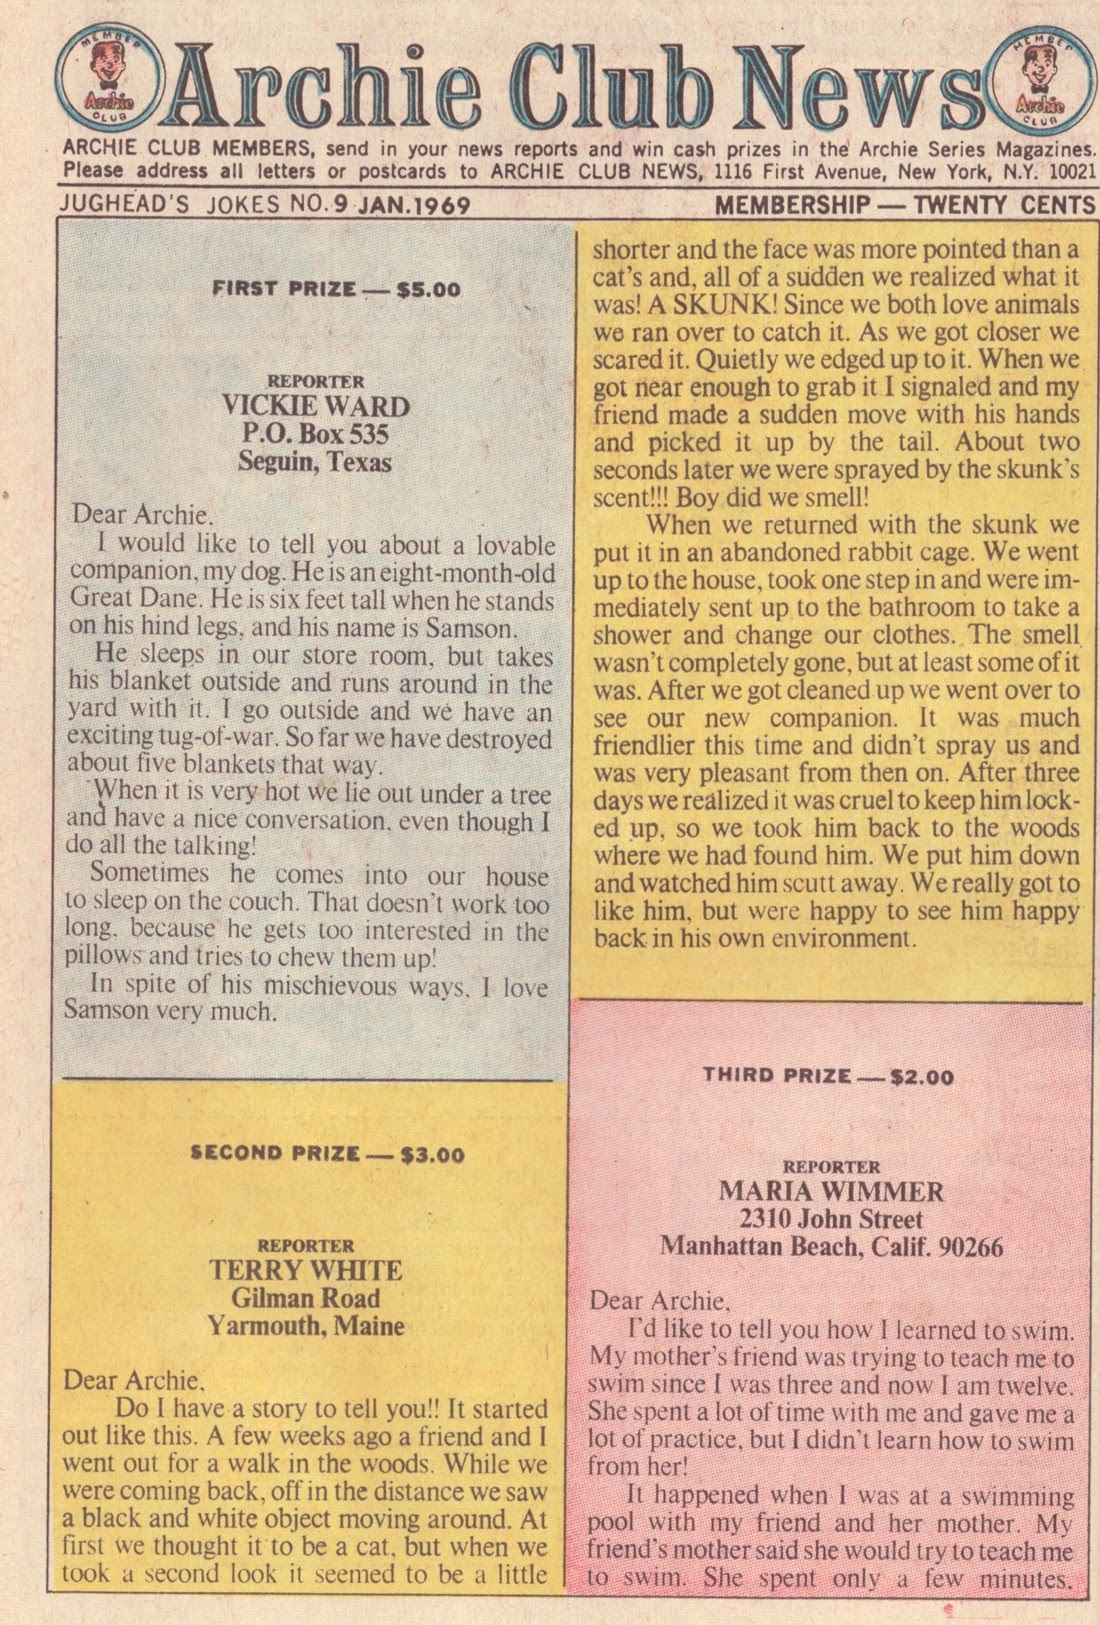 MEMBER
Archie
CLUB
Archie Club News
MEMBER
Archie
CLUB
ARCHIE CLUB MEMBERS, send in your news reports and win cash prizes in the Archie Series Magazines.
Please address all letters or postcards to ARCHIE CLUB NEWS, 1116 First Avenue, New York, N.Y. 10021
JUGHEAD'S JOKES NO.9 JAN.1969
MEMBERSHIP — TWENTY CENTS
FIRST PRIZE — $5.00
REPORTER
VICKIE WARD
P.O. Box 535
Seguin, Texas
Dear Archie,
I would like to tell you about a lovable
companion, my dog. He is an eight-month-old
Great Dane. He is six feet tall when he stands
on his hind legs, and his name is Samson.
He sleeps in our store room, but takes
his blanket outside and runs around in the
yard with it. I go outside and we have an
exciting tug-of-war. So far we have destroyed
about five blankets that way.
When it is very hot we lie out under a tree
and have a nice conversation, even though I
do all the talking!
Sometimes he comes into our house
to sleep on the couch. That doesn't work too
long, because he gets too interested in the
pillows and tries to chew them up!
In spite of his mischievous ways, I love
Samson very much.
SECOND PRIZE — $3.00
REPORTER
TERRY WHITE
Gilman Road
Yarmouth, Maine
Dear Archie,
Do I have a story to tell you!! It started
out like this. A few weeks ago a friend and I
went out for a walk in the woods. While we
were coming back, off in the distance we saw
a black and white object moving around. At
first we thought it to be a cat, but when we
took a second look it seemed to be a little
shorter and the face was more pointed than a
cat's and, all of a sudden we realized what it
was! A SKUNK! Since we both love animals
we ran over to catch it. As we got closer we
scared it. Quietly we edged up to it. When we
got near enough to grab it I signaled and my
friend made a sudden move with his hands
and picked it up by the tail. About two
seconds later we were sprayed by the skunk's
scent!!! Boy did we smell!
When we returned with the skunk we
put it in an abandoned rabbit cage. We went
up to the house, took one step in and were im-
mediately sent up to the bathroom to take a
shower and change our clothes. The smell
wasn't completely gone, but at least some of it
was. After we got cleaned up we went over to
see our new companion. It was much
friendlier this time and didn't spray us and
was very pleasant from then on. After three
days we realized it was cruel to keep him lock-
ed up, so we took him back to the woods
where we had found him. We put him down
and watched him scutt away. We really got to
like him, but were happy to see him happy
back in his own environment.
THIRD PRIZE — $2.00
REPORTER
MARIA WIMMER
2310 John Street
Manhattan Beach, Calif. 90266
Dear Archie,
I'd like to tell you how I learned to swim.
My mother's friend was trying to teach me to
swim since I was three and now I am twelve.
She spent a lot of time with me and gave me a
lot of practice, but I didn't learn how to swim
from her!
It happened when I was at a swimming
pool with my friend and her mother. My
friend's mother said she would try to teach me
to swim. She spent only a few minutes,